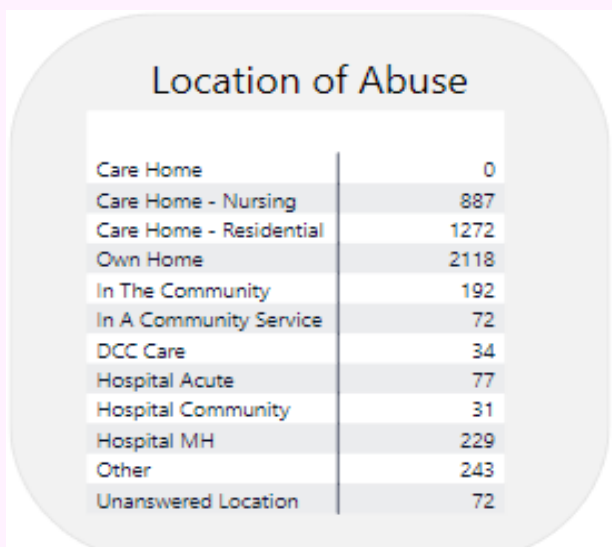 Location of Abuse
Care Home 0
Care Home - Nursing 887
Care Home - Residential 1272
Own Home 2118
In The Community 192
In A Community Service 72
DCC Care 34
Hospital Acute 77
Hospital Community 31
Hospital MH 229
Other 243
Unanswered Location 72